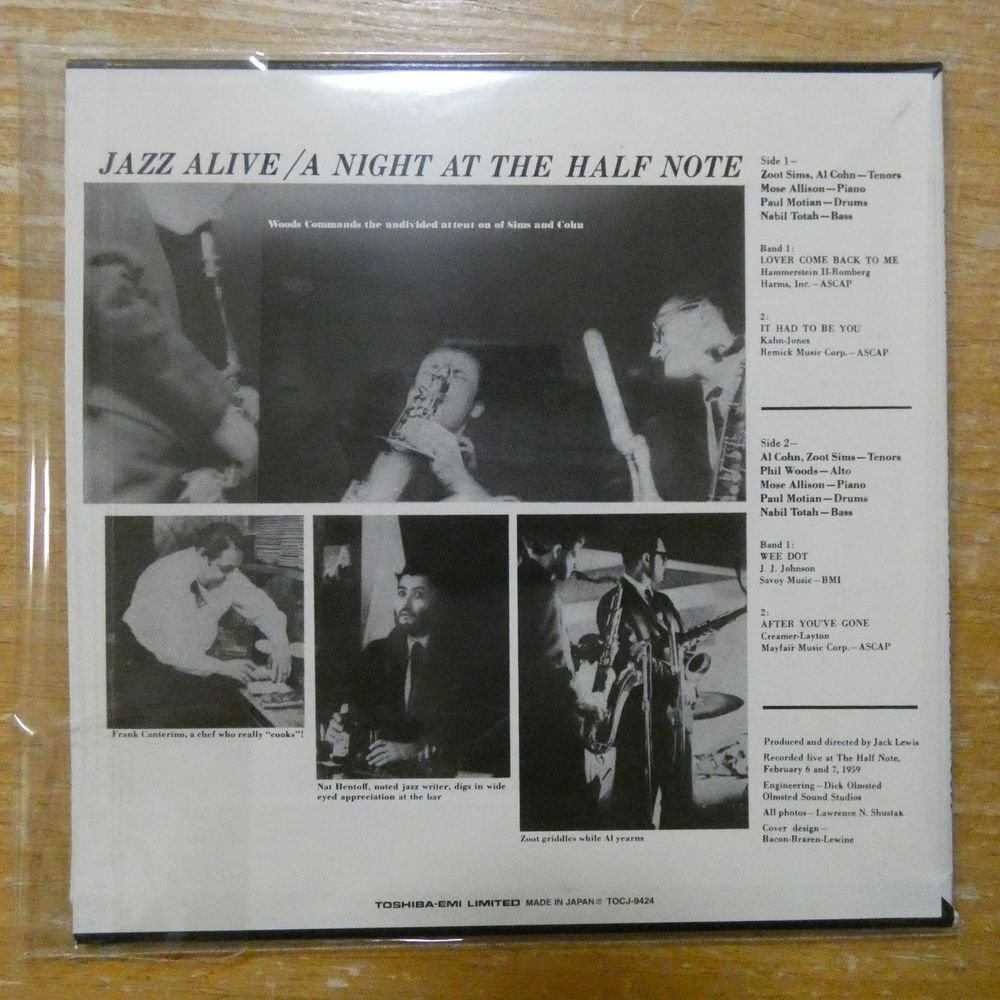 JAZZ ALIVE/A NIGHT AT THE HALF NOTE
Woods Commands the undivided attent on of Sims and Cohn
Frank Canterino, a chef who really "cooks"!
Nat Hentoff, noted jazz writer, digs in wide
eyed appreciation at the bar
Zoot griddles while Al yearns
Side 1—
Zoot Sims, Al Cohn—Tenors
Mose Allison—Piano
Paul Motian—Drums
Nabil Totah—Bass
Band 1:
LOVER COME BACK TO ME
Hammerstein II-Romberg
Harms, Inc.—ASCAP
2:
IT HAD TO BE YOU
Kahn-Jones
Remick Music Corp.—ASCAP
Side 2—
Al Cohn, Zoot Sims—Tenors
Phil Woods—Alto
Mose Allison—Piano
Paul Motian—Drums
Nabil Totah—Bass
Band 1:
WEE DOT
J. J. Johnson
Savoy Music—BMI
2:
AFTER YOU'VE GONE
Creamer-Layton
Mayfair Music Corp.—ASCAP
Produced and directed by Jack Lewis
Recorded live at The Half Note,
February 6 and 7, 1959
Engineering—Dick Olmsted
Olmsted Sound Studios
All photos—Lawrence N. Shustak
Cover design—
Bacon-Braren-Lewine
TOSHIBA-EMI LIMITED MADE IN JAPAN ℗ TOCJ-9424